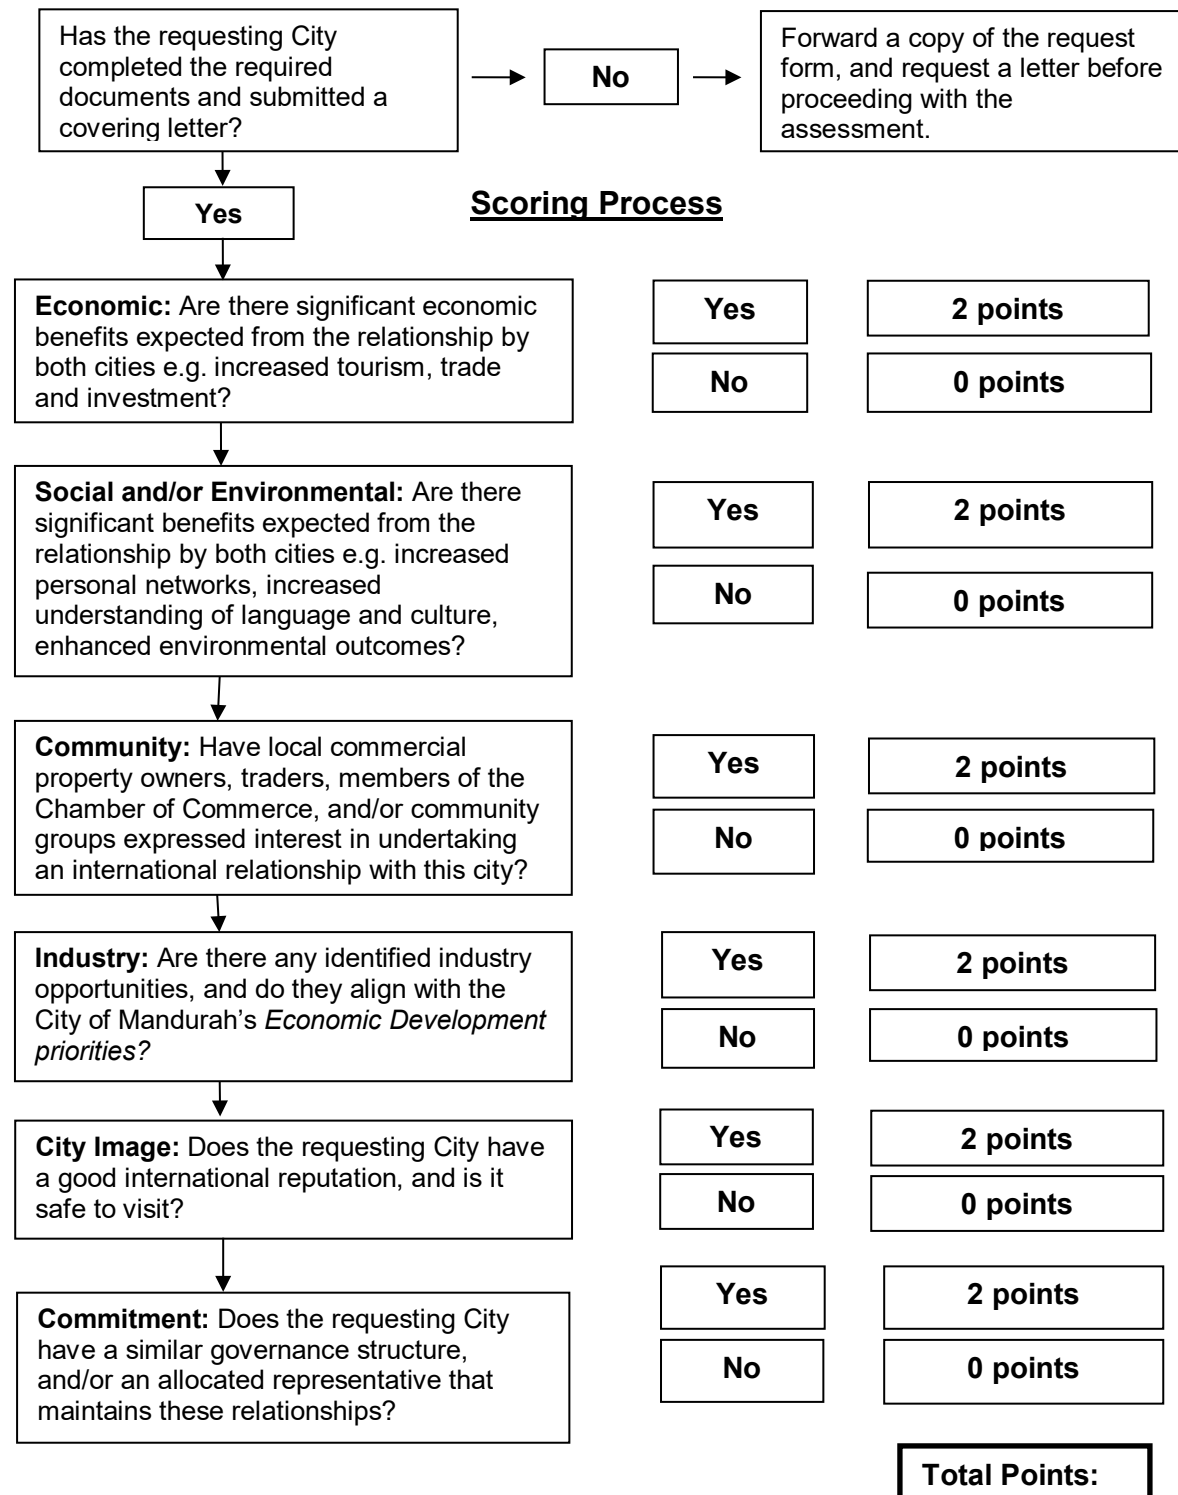 Has the requesting City
completed the required
documents and submitted a
covering letter?
No
Forward a copy of the request
form, and request a letter before
proceeding with the
assessment.
Yes
Scoring Process
Economic: Are there significant economic
benefits expected from the relationship by
both cities e.g. increased tourism, trade
and investment?
Yes
2 points
No
0 points
Social and/or Environmental: Are there
significant benefits expected from the
relationship by both cities e.g. increased
personal networks, increased
understanding of language and culture,
enhanced environmental outcomes?
Yes
2 points
No
0 points
Community: Have local commercial
property owners, traders, members of the
Chamber of Commerce, and/or community
groups expressed interest in undertaking
an international relationship with this city?
Yes
2 points
No
0 points
Industry: Are there any identified industry
opportunities, and do they align with the
City of Mandurah’s Economic Development
priorities?
Yes
2 points
No
0 points
City Image: Does the requesting City have
a good international reputation, and is it
safe to visit?
Yes
2 points
No
0 points
Commitment: Does the requesting City
have a similar governance structure,
and/or an allocated representative that
maintains these relationships?
Yes
2 points
No
0 points
Total Points: